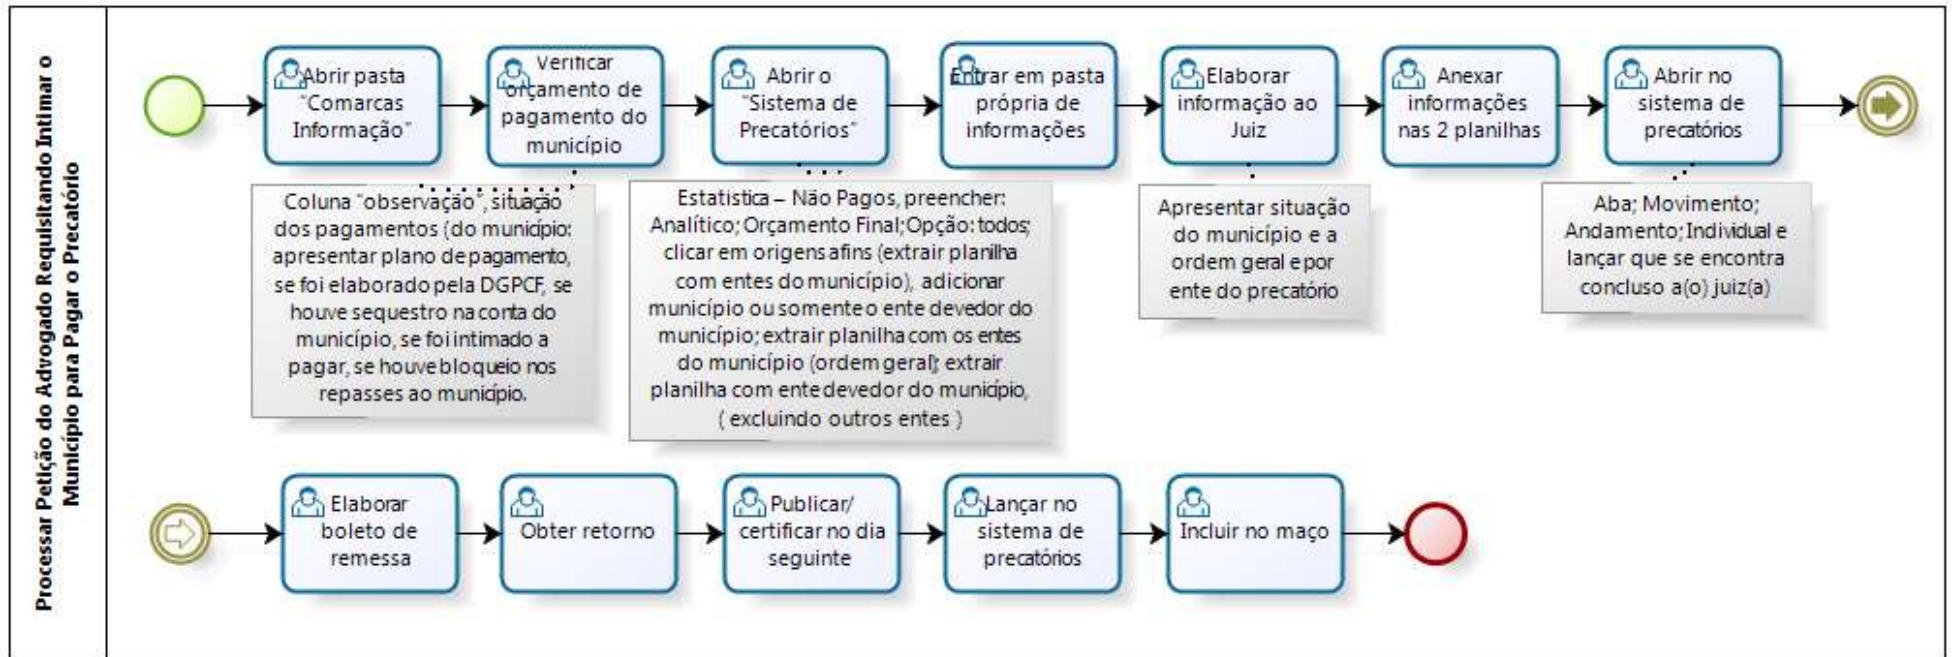 Processar Petição do Advogado Requisitando Intimar o
Município para Pagar o Precatório
Abrir pasta
"Comarcas
Informação"
Verificar
orçamento de
pagamento do
município
Abrir o
"Sistema de
Precatórios"
Entrar em pasta
própria de
informações
Elaborar
informação ao
Juiz
Anexar
informações
nas 2 planilhas
Abrir no
sistema de
precatórios
Coluna "observação", situação
dos pagamentos (do município:
apresentar plano de pagamento,
se foi elaborado pela DGPCF, se
houve sequestro na conta do
município, se foi intimado a
pagar, se houve bloqueio nos
repasses ao município.
Estatística – Não Pagos, preencher:
Analítico; Orçamento Final; Opção: todos;
clicar em origens afins (extrair planilha
com entes do município), adicionar
município ou somente o ente devedor do
município; extrair planilha com os entes
do município (ordem geral); extrair
planilha com ente devedor do município,
( excluindo outros entes )
Apresentar situação
do município e a
ordem geral e por
ente do precatório
Aba; Movimento;
Andamento; Individual e
lançar que se encontra
concluso a(o) juiz(a)
Elaborar
boleto de
remessa
Obter retorno
Publicar/
certificar no dia
seguinte
Lançar no
sistema de
precatórios
Incluir no maço